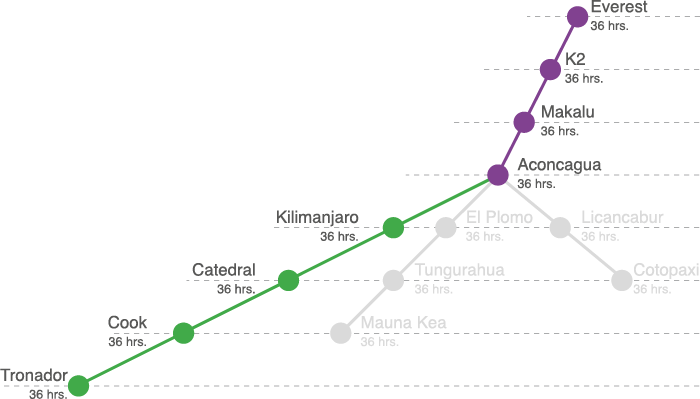 Everest
36 hrs.
K2
36 hrs.
Makalu
36 hrs.
Aconcagua
36 hrs.
Kilimanjaro
36 hrs.
El Plomo
36 hrs.
Licancabur
36 hrs.
Catedral
36 hrs.
Tungurahua
36 hrs.
Cotopaxi
36 hrs.
Cook
36 hrs.
Mauna Kea
36 hrs.
Tronador
36 hrs.